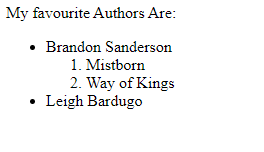 My favourite Authors Are:
• Brandon Sanderson
1. Mistborn
2. Way of Kings
• Leigh Bardugo